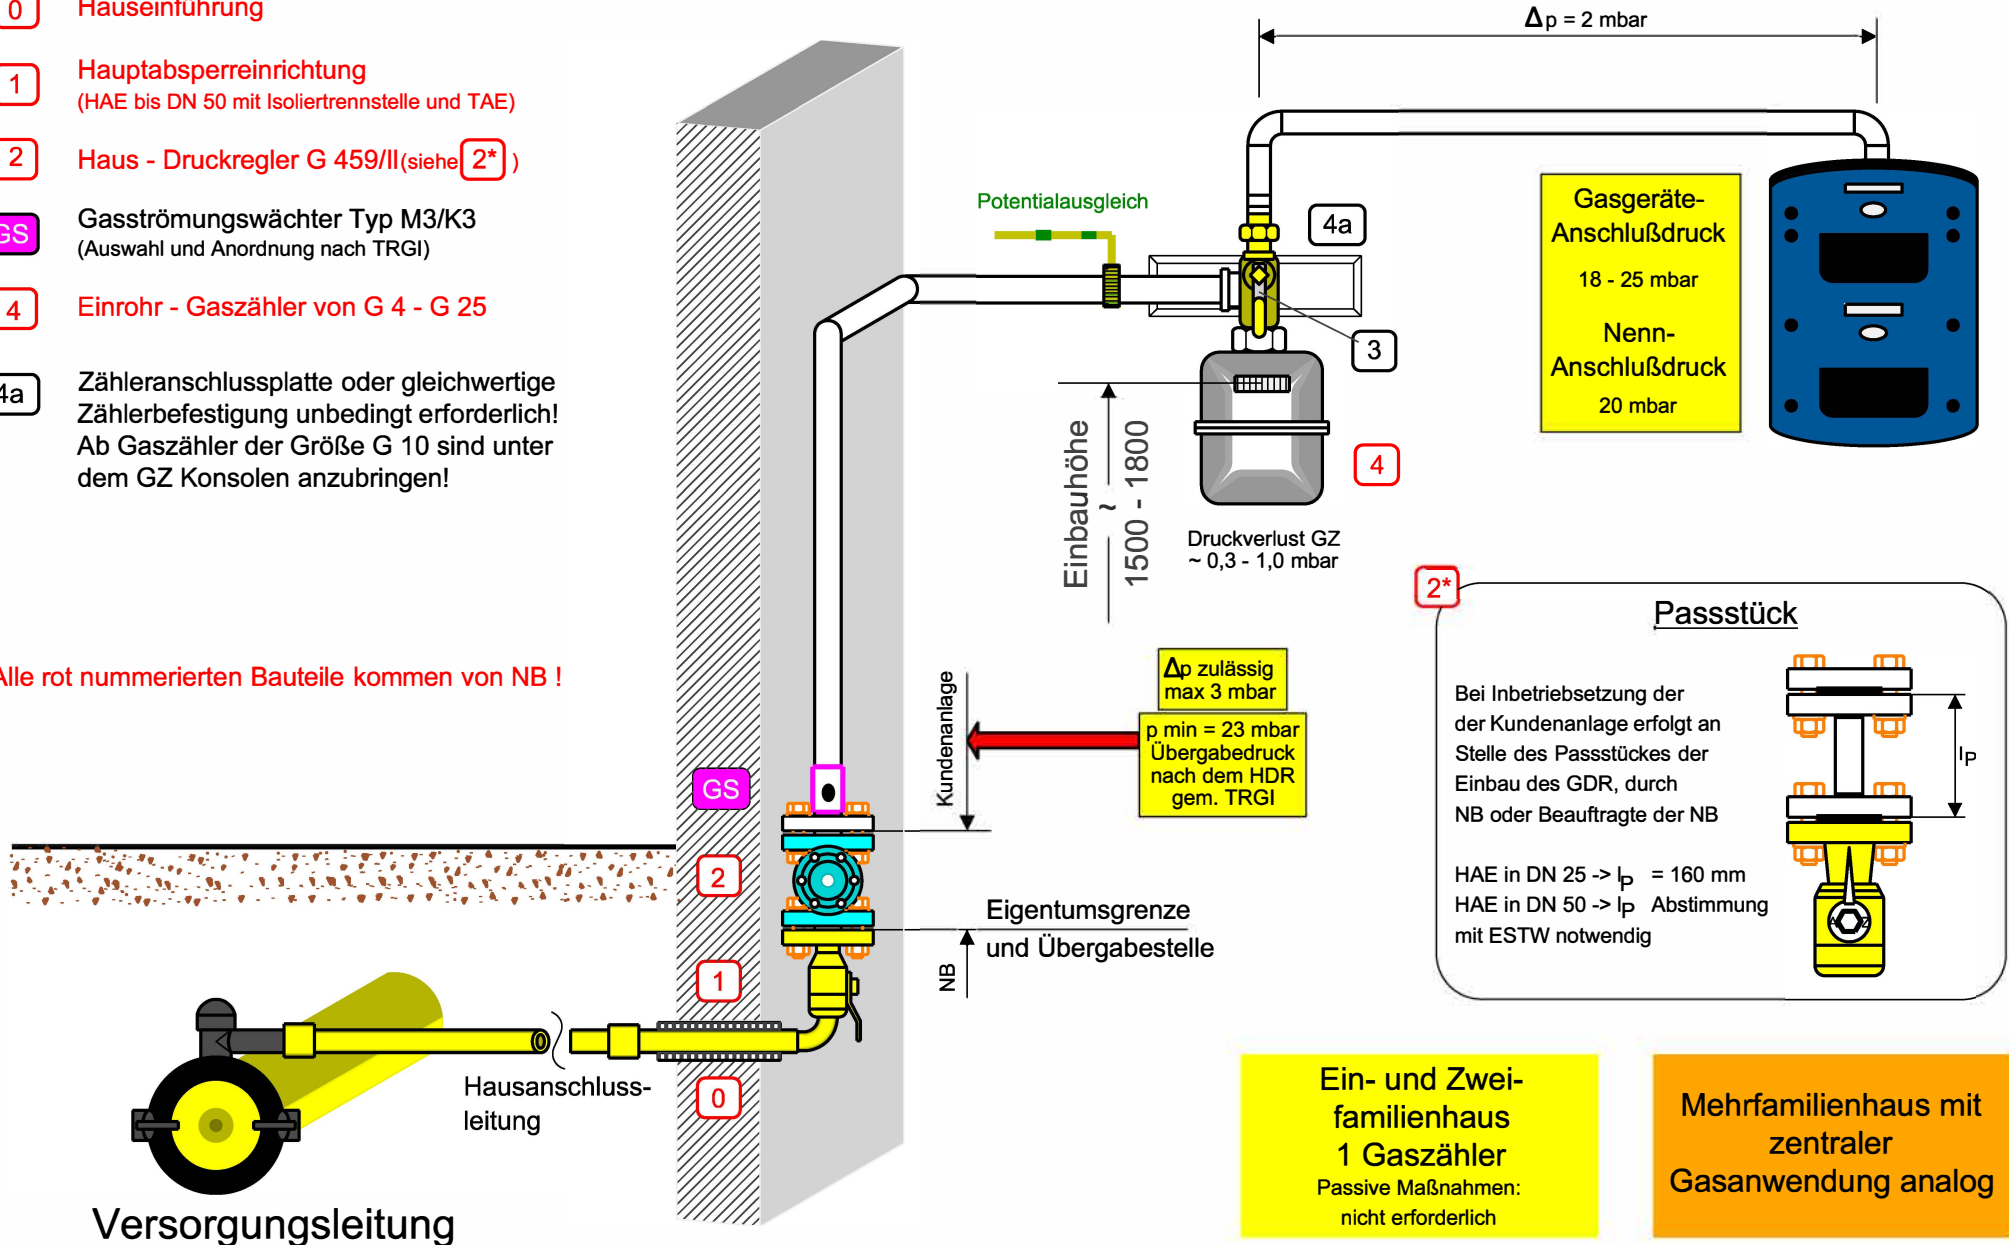 0 Hauseinführung
1 Hauptabsperreinrichtung
(HAE bis DN 50 mit Isoliertrennstelle und TAE)
2 Haus - Druckregler G 459/II (siehe 2* )
GS Gasströmungswächter Typ M3/K3
(Auswahl und Anordnung nach TRGI)
4 Einrohr - Gaszähler von G 4 - G 25
4a Zähleranschlussplatte oder gleichwertige
Zählerbefestigung unbedingt erforderlich!
Ab Gaszähler der Größe G 10 sind unter
dem GZ Konsolen anzubringen!
Alle rot nummerierten Bauteile kommen von NB !
Δp = 2 mbar
Potentialausgleich
4a
3
4
Gasgeräte-
Anschlußdruck
18 - 25 mbar
Nenn-
Anschlußdruck
20 mbar
Einbauhöhe
~
1500 - 1800
Druckverlust GZ
~ 0,3 - 1,0 mbar
Kundenanlage
Δp zulässig
max 3 mbar
p min = 23 mbar
Übergabedruck
nach dem HDR
gem. TRGI
GS
2
1
0
Eigentumsgrenze
und Übergabestelle
NB
2*
Passstück
Bei Inbetriebsetzung der
der Kundenanlage erfolgt an
Stelle des Passstückes der
Einbau des GDR, durch
NB oder Beauftragte der NB
HAE in DN 25 -> lP = 160 mm
HAE in DN 50 -> lP Abstimmung
mit ESTW notwendig
lP
Hausanschluss-
leitung
Versorgungsleitung
Ein- und Zwei-
familienhaus
1 Gaszähler
Passive Maßnahmen:
nicht erforderlich
Mehrfamilienhaus mit
zentraler
Gasanwendung analog